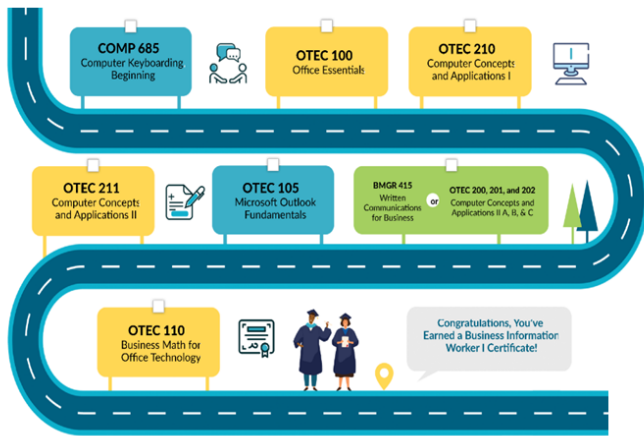 COMP 685
Computer Keyboarding
Beginning
OTEC 100
Office Essentials
OTEC 210
Computer Concepts
and Applications I
OTEC 211
Computer Concepts
and Applications II
OTEC 105
Microsoft Outlook
Fundamentals
BMGR 415
Written
Communications
for Business
or
OTEC 200, 201, and 202
Computer Concepts and
Applications II A, B, & C
OTEC 110
Business Math for
Office Technology
Congratulations, You've
Earned a Business Information
Worker I Certificate!